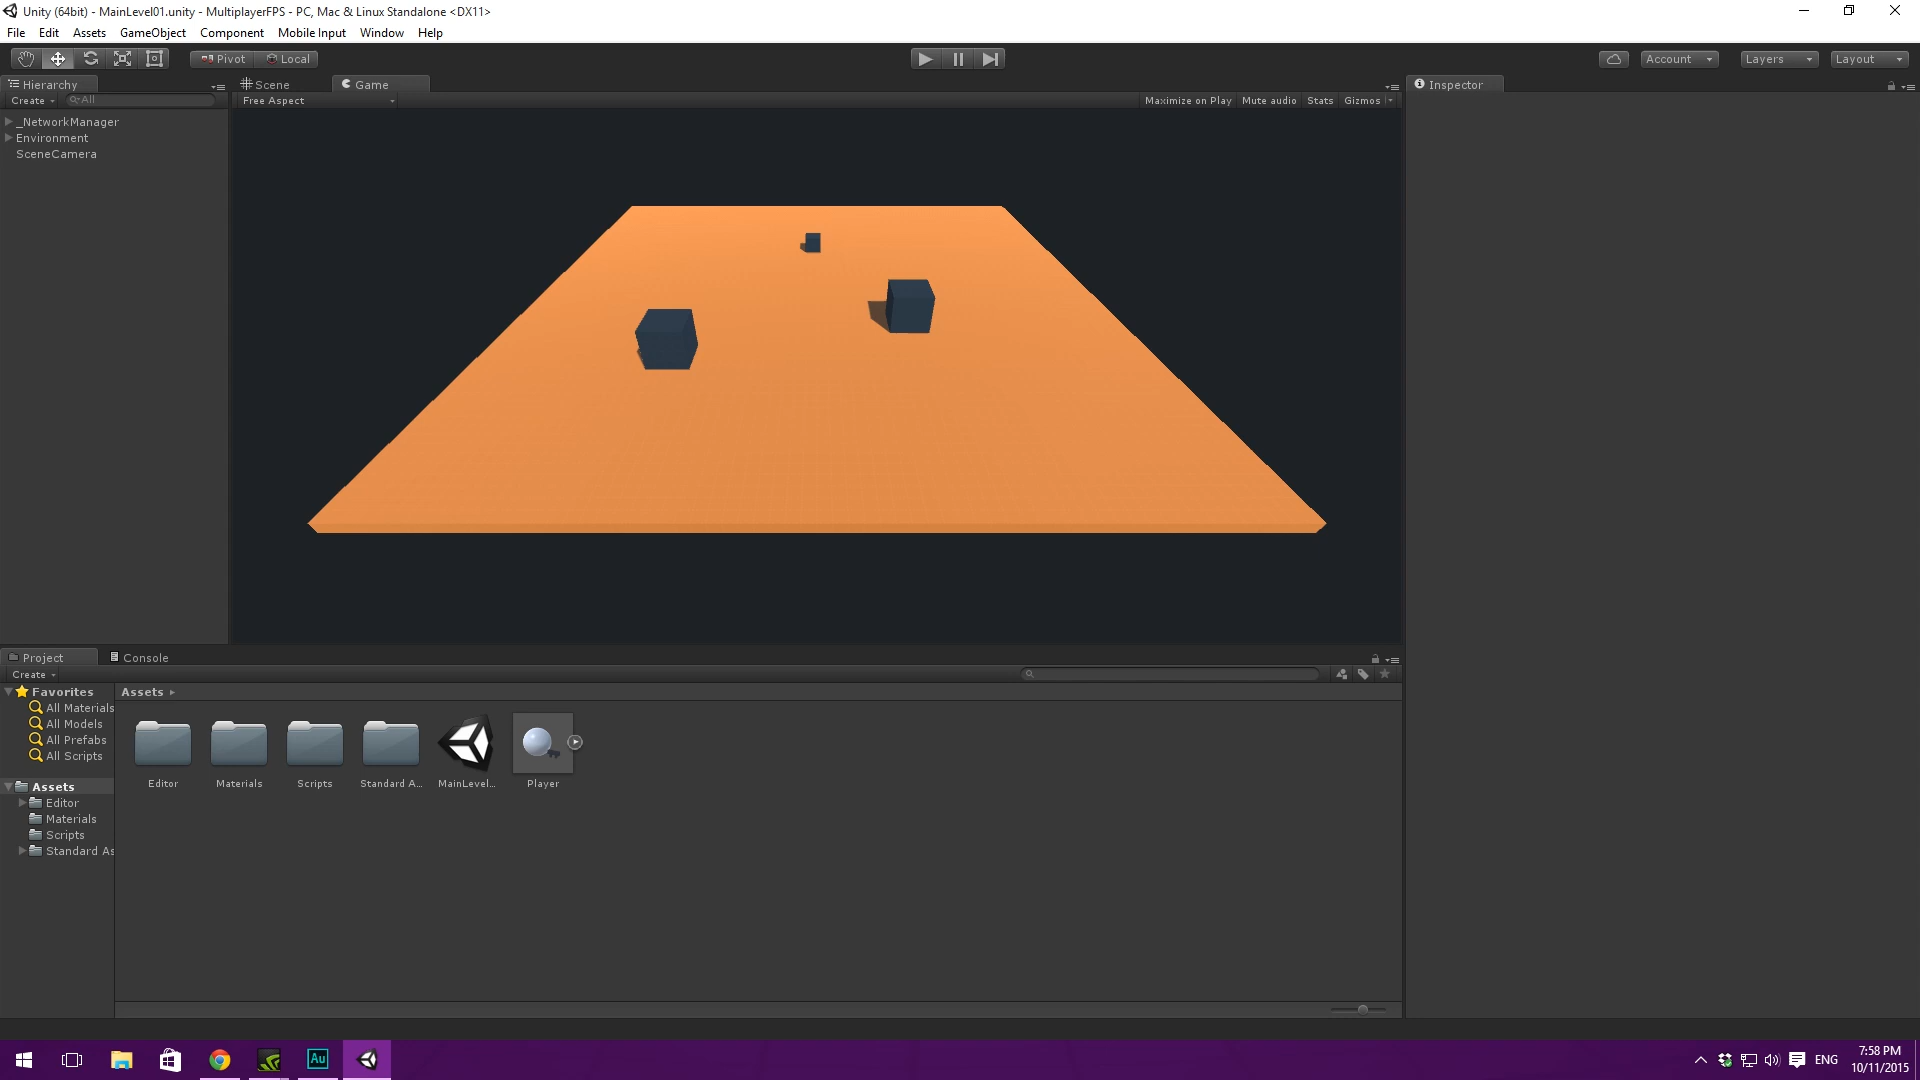 Unity (64bit) - MainLevel01.unity - MultiplayerFPS - PC, Mac & Linux Standalone <DX11>
File Edit Assets GameObject Component Mobile Input Window Help
Pivot Local Account Layers Layout
Hierarchy Scene Game Inspector
Create All Free Aspect Maximize on Play Mute audio Stats Gizmos
_NetworkManager
Environment
SceneCamera
Project Console
Create
Favorites Assets
All Materials
All Models
All Prefabs
All Scripts
Editor Materials Scripts Standard A... MainLevel... Player
Assets
Editor
Materials
Scripts
Standard As
Au ENG 7:58 PM
10/11/2015